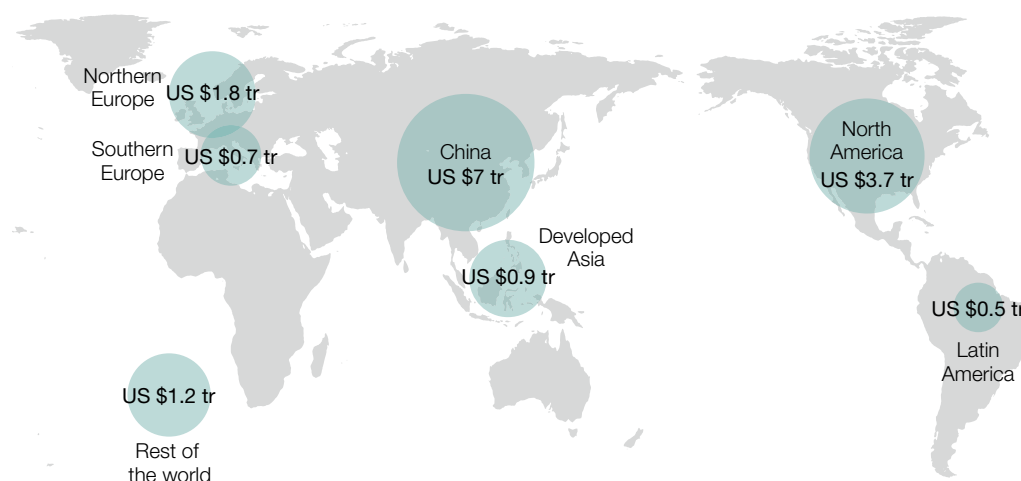 Northern
Europe
US $1.8 tr
Southern
Europe
US $0.7 tr
China
US $7 tr
North
America
US $3.7 tr
Developed
Asia
US $0.9 tr
US $0.5 tr
Latin
America
US $1.2 tr
Rest of
the world